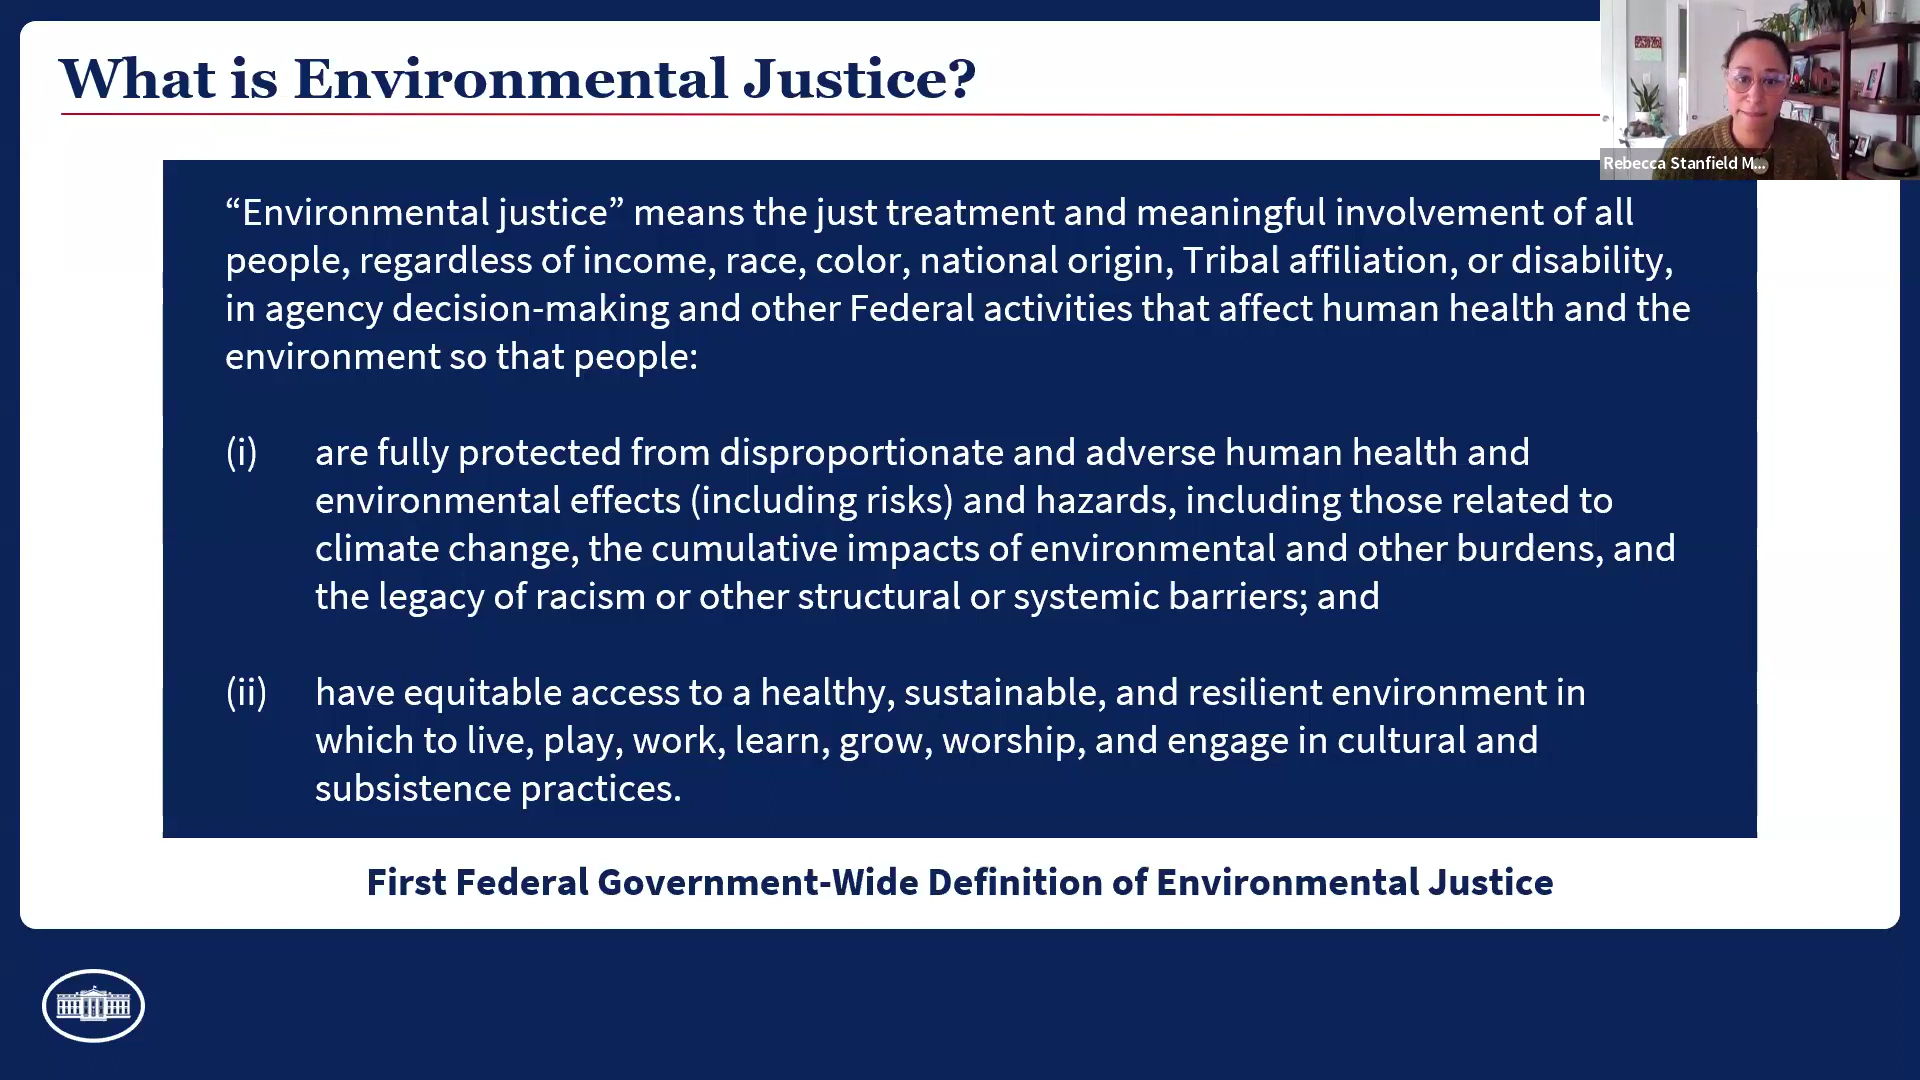 What is Environmental Justice?
Rebecca Stanfield M...
“Environmental justice” means the just treatment and meaningful involvement of all
people, regardless of income, race, color, national origin, Tribal affiliation, or disability,
in agency decision-making and other Federal activities that affect human health and the
environment so that people:
(i) are fully protected from disproportionate and adverse human health and
environmental effects (including risks) and hazards, including those related to
climate change, the cumulative impacts of environmental and other burdens, and
the legacy of racism or other structural or systemic barriers; and
(ii) have equitable access to a healthy, sustainable, and resilient environment in
which to live, play, work, learn, grow, worship, and engage in cultural and
subsistence practices.
First Federal Government-Wide Definition of Environmental Justice